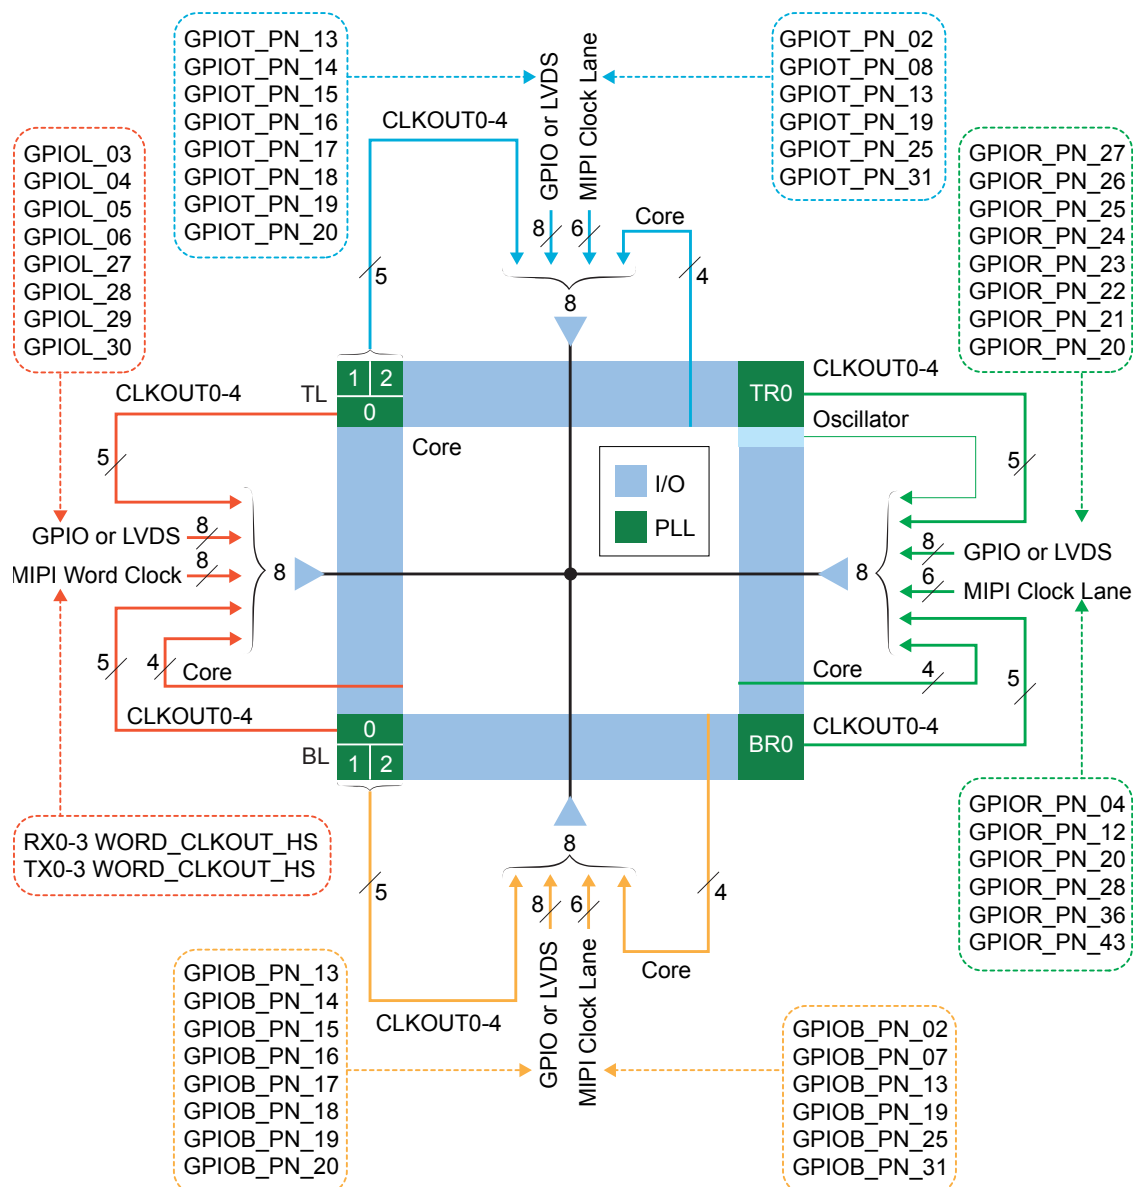 GPIOT_PN_13
GPIOT_PN_14
GPIOT_PN_15
GPIOT_PN_16
GPIOT_PN_17
GPIOT_PN_18
GPIOT_PN_19
GPIOT_PN_20
GPIO or LVDS
MIPI Clock Lane
GPIOT_PN_02
GPIOT_PN_08
GPIOT_PN_13
GPIOT_PN_19
GPIOT_PN_25
GPIOT_PN_31
GPIOL_03
GPIOL_04
GPIOL_05
GPIOL_06
GPIOL_27
GPIOL_28
GPIOL_29
GPIOL_30
CLKOUT0-4
5
8
6
Core
4
8
GPIOR_PN_27
GPIOR_PN_26
GPIOR_PN_25
GPIOR_PN_24
GPIOR_PN_23
GPIOR_PN_22
GPIOR_PN_21
GPIOR_PN_20
CLKOUT0-4
TL
1 2
0
Core
TR0
CLKOUT0-4
Oscillator
I/O
PLL
5
5
GPIO or LVDS
8
MIPI Word Clock
8
8
8
8
GPIO or LVDS
6
MIPI Clock Lane
5
4
Core
CLKOUT0-4
Core
4
5
CLKOUT0-4
0
BL
1 2
BR0
RX0-3 WORD_CLKOUT_HS
TX0-3 WORD_CLKOUT_HS
GPIOR_PN_04
GPIOR_PN_12
GPIOR_PN_20
GPIOR_PN_28
GPIOR_PN_36
GPIOR_PN_43
8
5
8
6
4
Core
CLKOUT0-4
GPIO or LVDS
MIPI Clock Lane
GPIOB_PN_13
GPIOB_PN_14
GPIOB_PN_15
GPIOB_PN_16
GPIOB_PN_17
GPIOB_PN_18
GPIOB_PN_19
GPIOB_PN_20
GPIOB_PN_02
GPIOB_PN_07
GPIOB_PN_13
GPIOB_PN_19
GPIOB_PN_25
GPIOB_PN_31